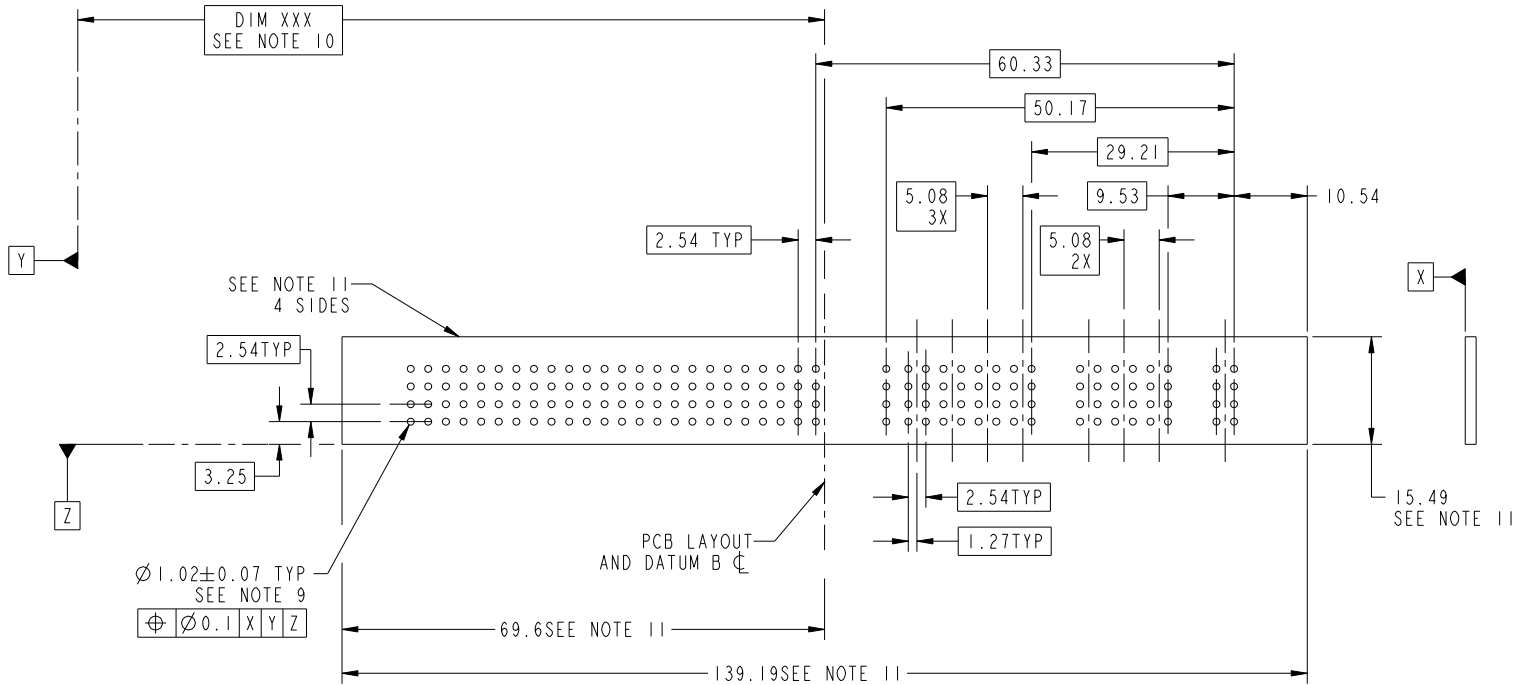 DIM XXX
SEE NOTE 10
60.33
50.17
29.21
5.08
3X
9.53
10.54
2.54 TYP
5.08
2X
Y
X
SEE NOTE 11
4 SIDES
2.54TYP
3.25
Z
2.54TYP
15.49
SEE NOTE 11
PCB LAYOUT
AND DATUM B ℄
1.27TYP
Ø1.02±0.07 TYP
SEE NOTE 9
⌖ Ø0.1 X Y Z
69.6SEE NOTE 11
139.19SEE NOTE 11